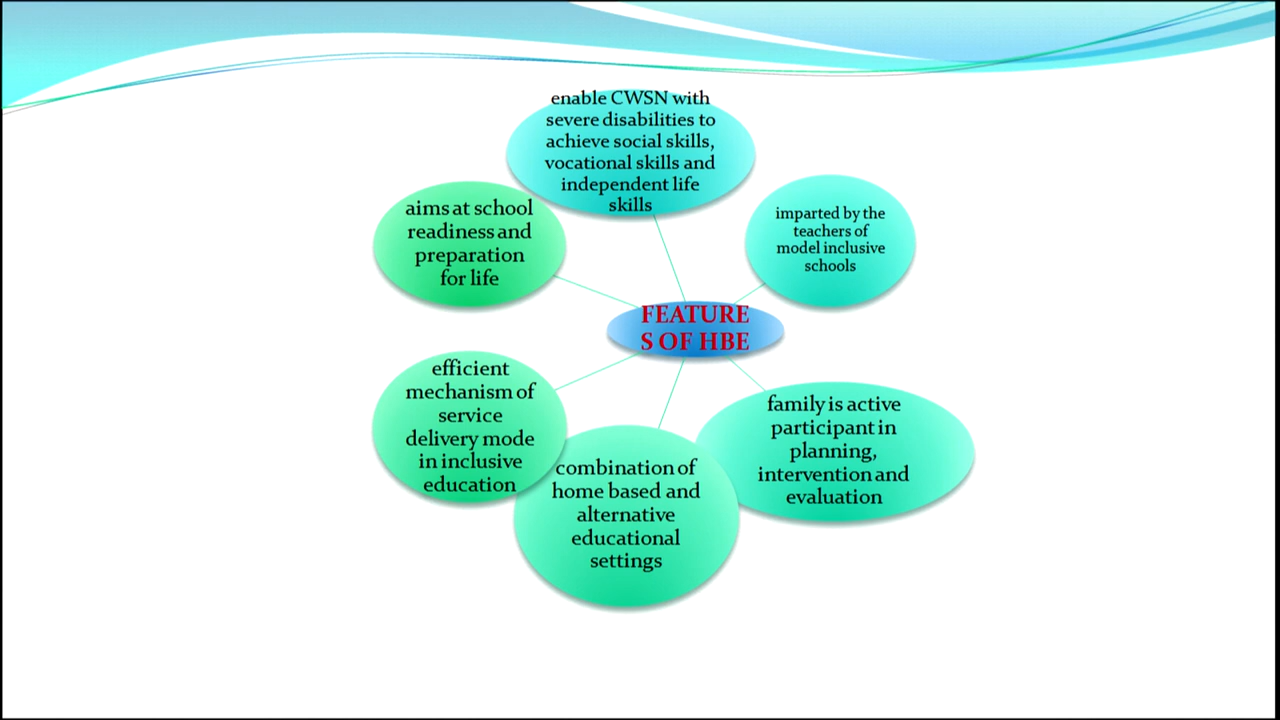 enable CWSN with
severe disabilities to
achieve social skills,
vocational skills and
independent life
skills
aims at school
readiness and
preparation
for life
imparted by the
teachers of
model inclusive
schools
FEATURE
S OF HBE
efficient
mechanism of
service
delivery mode
in inclusive
education
family is active
participant in
planning,
intervention and
evaluation
combination of
home based and
alternative
educational
settings